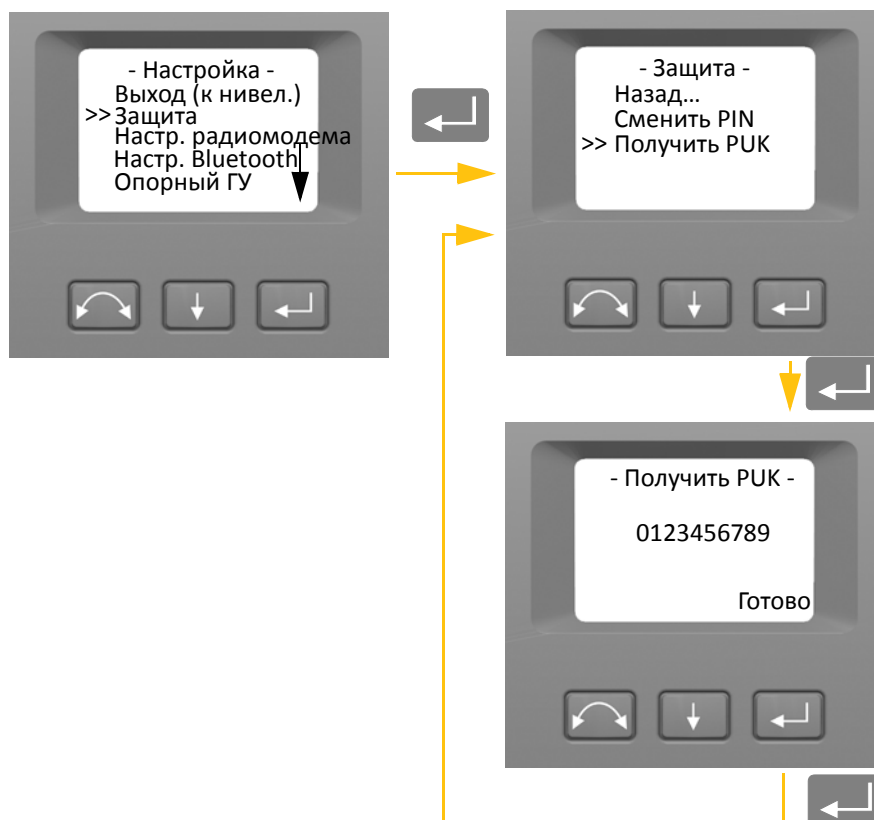 - Настройка -
Выход (к нивел.)
>> Защита
Настр. радиомодема
Настр. Bluetooth
Опорный ГУ
- Защита -
Назад...
Сменить PIN
>> Получить PUK
- Получить PUK -
0123456789
Готово